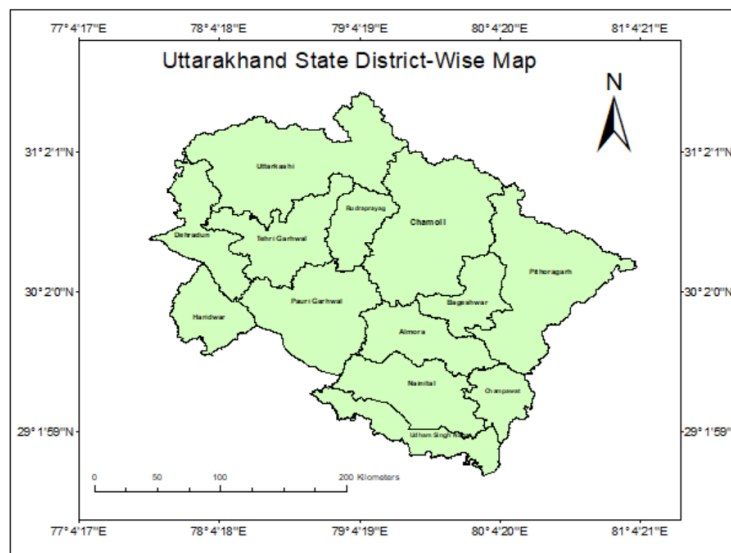 77°4'17"E 78°4'18"E 79°4'19"E 80°4'20"E 81°4'21"E
Uttarakhand State District-Wise Map
N
31°2'1"N 31°2'1"N
Uttarkashi
Rudraprayag
Chamoli
Dehradun
Tehri Garhwal
Pithoragarh
30°2'0"N 30°2'0"N
Pauri Garhwal
Bageshwar
Haridwar
Almora
Nainital
Champawat
29°1'59"N 29°1'59"N
Udham Singh
0 50 100 200 Kilometers
77°4'17"E 78°4'18"E 79°4'19"E 80°4'20"E 81°4'21"E